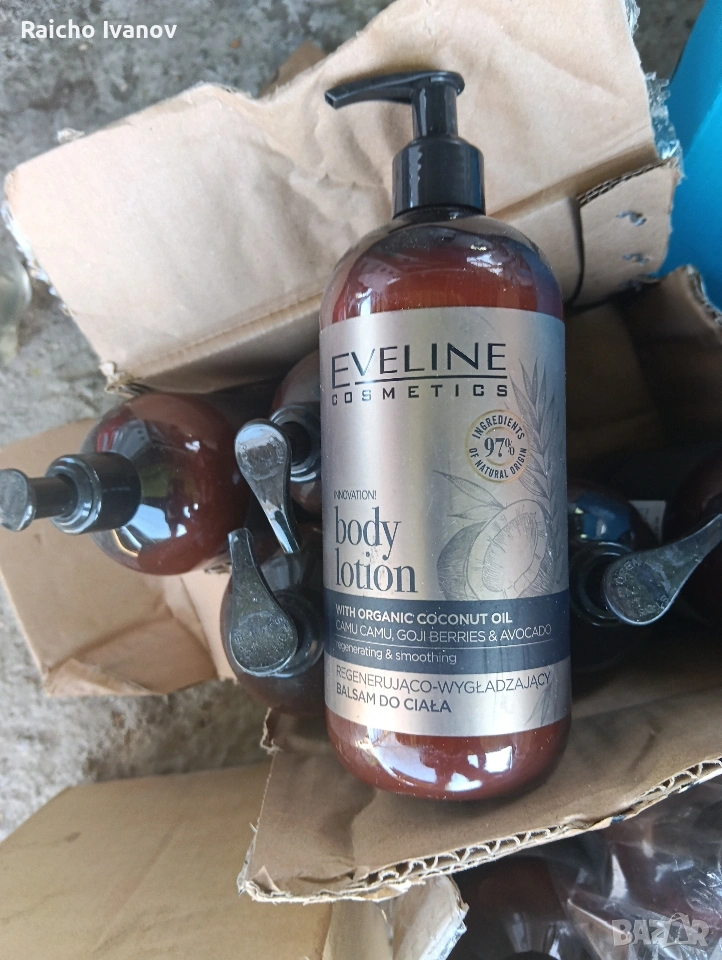 Raicho Ivanov
EVELINE
COSMETICS
INGREDIENTS
97%
OF NATURAL ORIGIN
INNOVATION!
body
lotion
WITH ORGANIC COCONUT OIL
CAMU CAMU, GOJI BERRIES & AVOCADO
regenerating & smoothing
REGENERUJĄCO-WYGŁADZAJĄCY
BALSAM DO CIAŁA
BAZAR